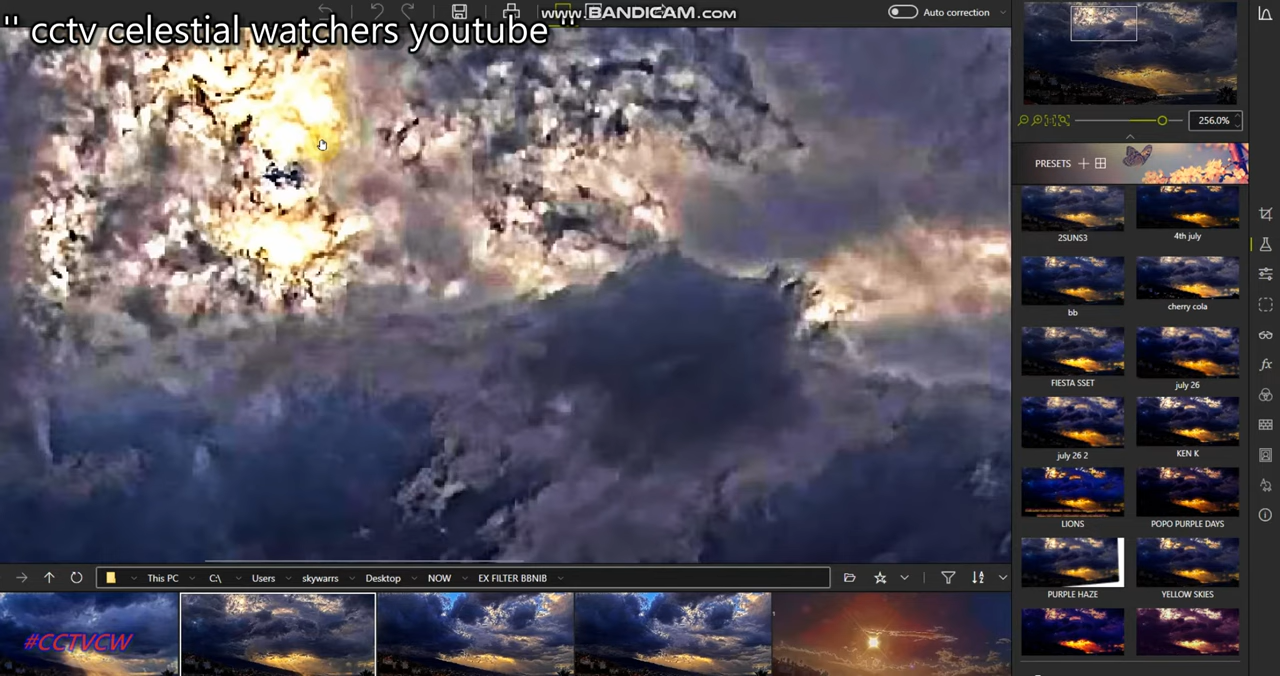 www.BANDICAM.com
Auto correction
" cctv celestial watchers youtube "
256.0%
PRESETS
2SUNS3
4th july
bb
cherry cola
FIESTA SSET
july 26
july 26 2
KEN K
LIONS
POPO PURPLE DAYS
PURPLE HAZE
YELLOW SKIES
This PC
C:\
Users
skywarrs
Desktop
NOW
EX FILTER BBNIB
#CCTVCW